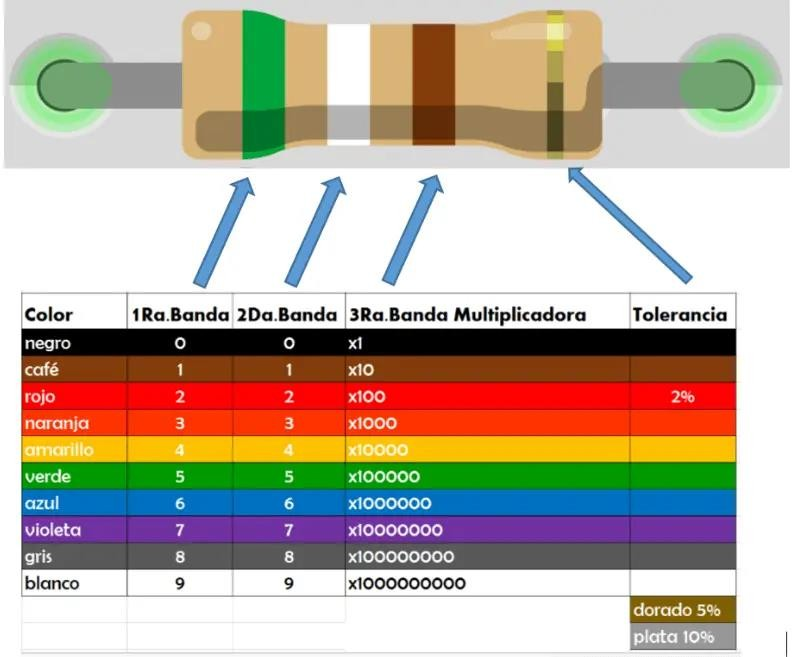 Color 1Ra.Banda 2Da.Banda 3Ra.Banda Multiplicadora Tolerancia
negro 0 0 x1
café 1 1 x10
rojo 2 2 x100 2%
naranja 3 3 x1000
amarillo 4 4 x10000
verde 5 5 x100000
azul 6 6 x1000000
violeta 7 7 x10000000
gris 8 8 x100000000
blanco 9 9 x1000000000
dorado 5%
plata 10%